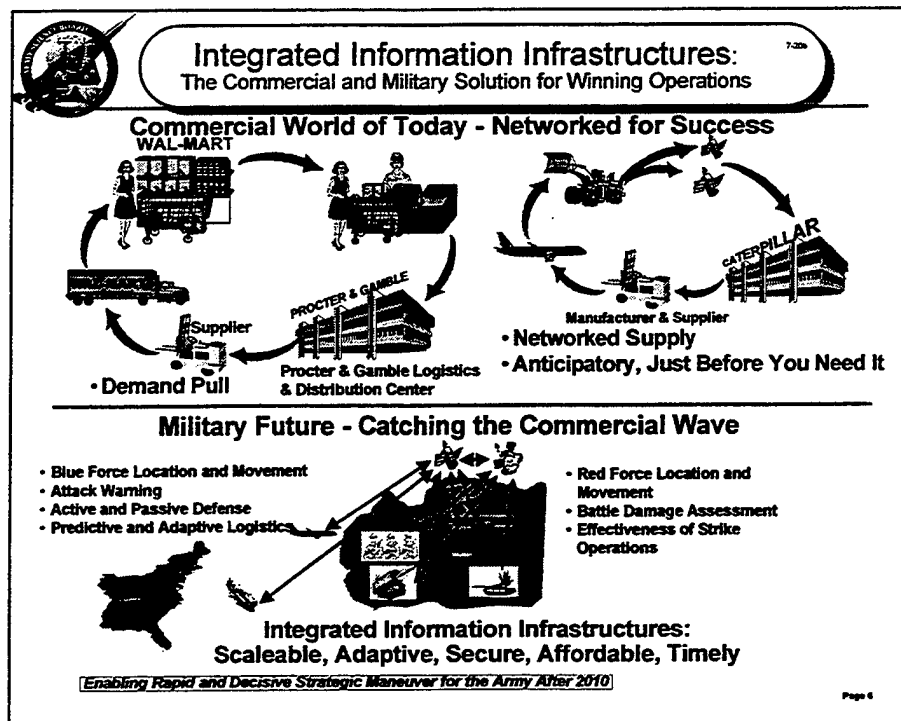 Integrated Information Infrastructures:
The Commercial and Military Solution for Winning Operations
Commercial World of Today - Networked for Success
WAL-MART
WAL-MART
PROCTER & GAMBLE
Supplier
• Demand Pull
Procter & Gamble Logistics
& Distribution Center
CATERPILLAR
Manufacturer & Supplier
• Networked Supply
• Anticipatory, Just Before You Need It
Military Future - Catching the Commercial Wave
• Blue Force Location and Movement
• Attack Warning
• Active and Passive Defense
• Predictive and Adaptive Logistics
• Red Force Location and
Movement
• Battle Damage Assessment
• Effectiveness of Strike
Operations
Integrated Information Infrastructures:
Scaleable, Adaptive, Secure, Affordable, Timely
Enabling Rapid and Decisive Strategic Maneuver for the Army After 2010
Page 6